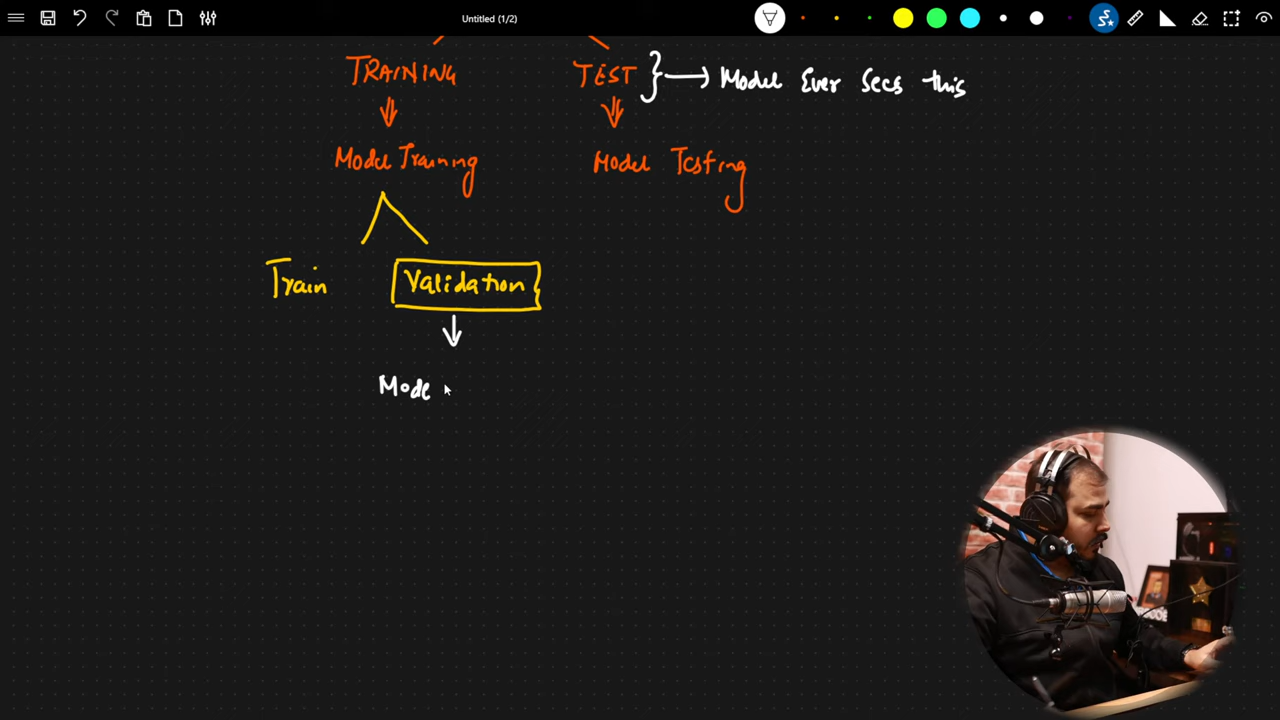 Untitled (1/2)
TRAINING TEST Model Ever Sees this
Model Training Model Testing
Train Validation
Mode